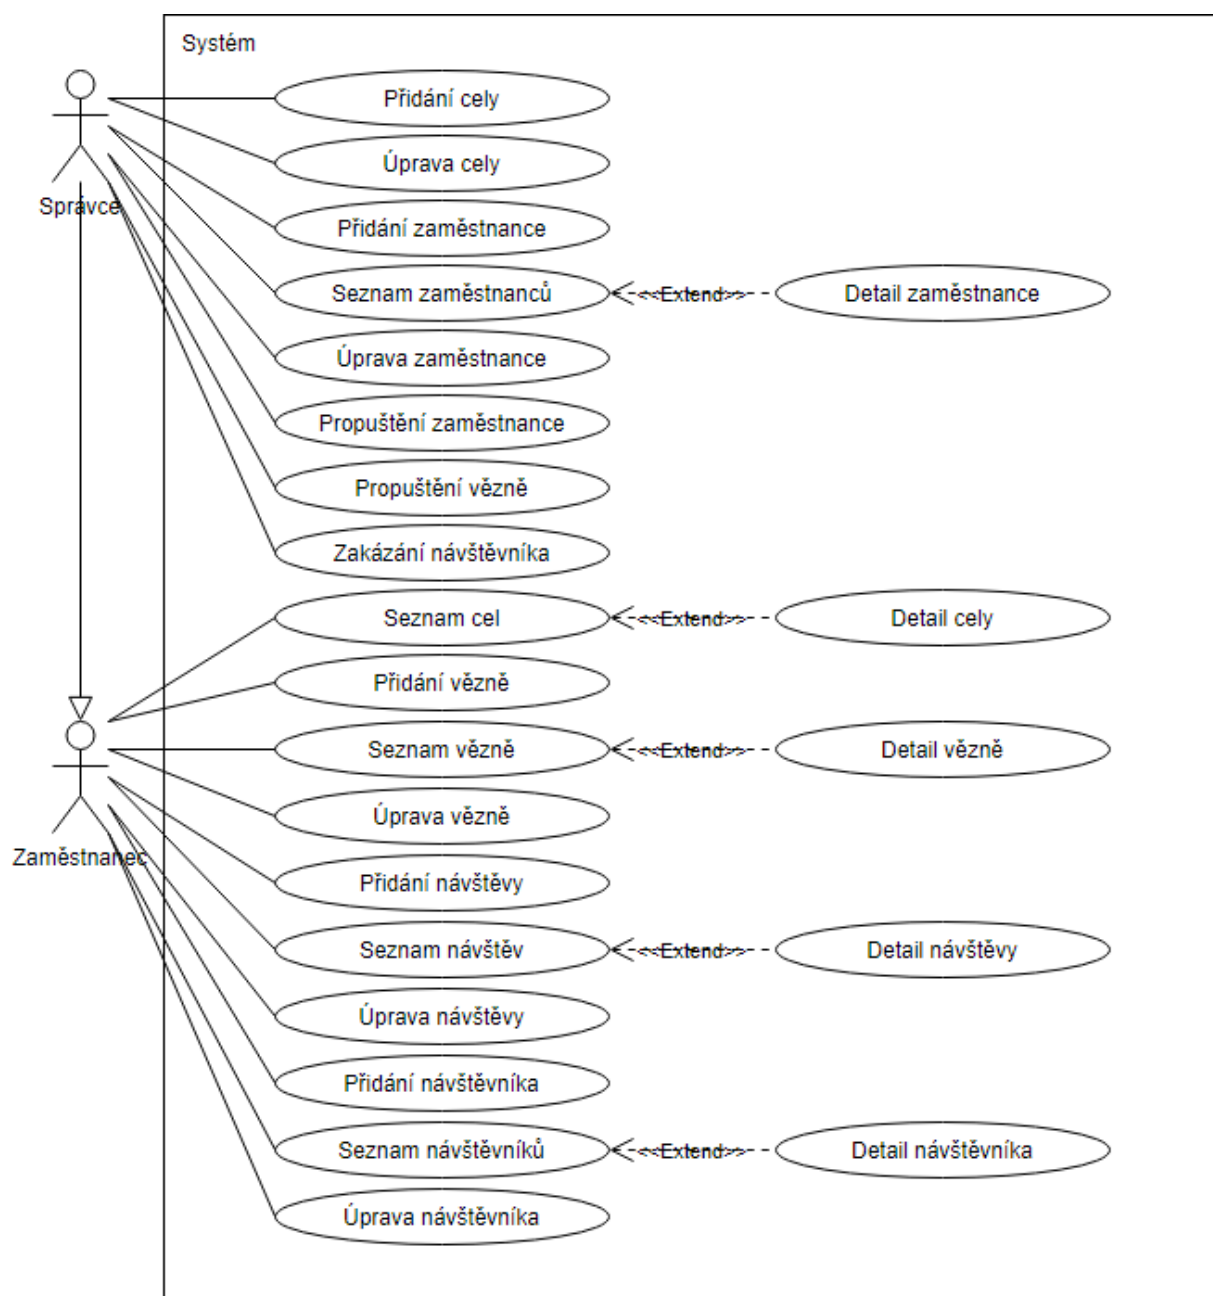 Systém
Přidání cely
Úprava cely
Správce
Přidání zaměstnance
Seznam zaměstnanců
<<Extend>>
Detail zaměstnance
Úprava zaměstnance
Propuštění zaměstnance
Propuštění vězně
Zakázání návštěvníka
Seznam cel
<<Extend>>
Detail cely
Přidání vězně
Seznam vězně
<<Extend>>
Detail vězně
Úprava vězně
Zaměstnanec
Přidání návštěvy
Seznam návštěv
<<Extend>>
Detail návštěvy
Úprava návštěvy
Přidání návštěvníka
Seznam návštěvníků
<<Extend>>
Detail návštěvníka
Úprava návštěvníka